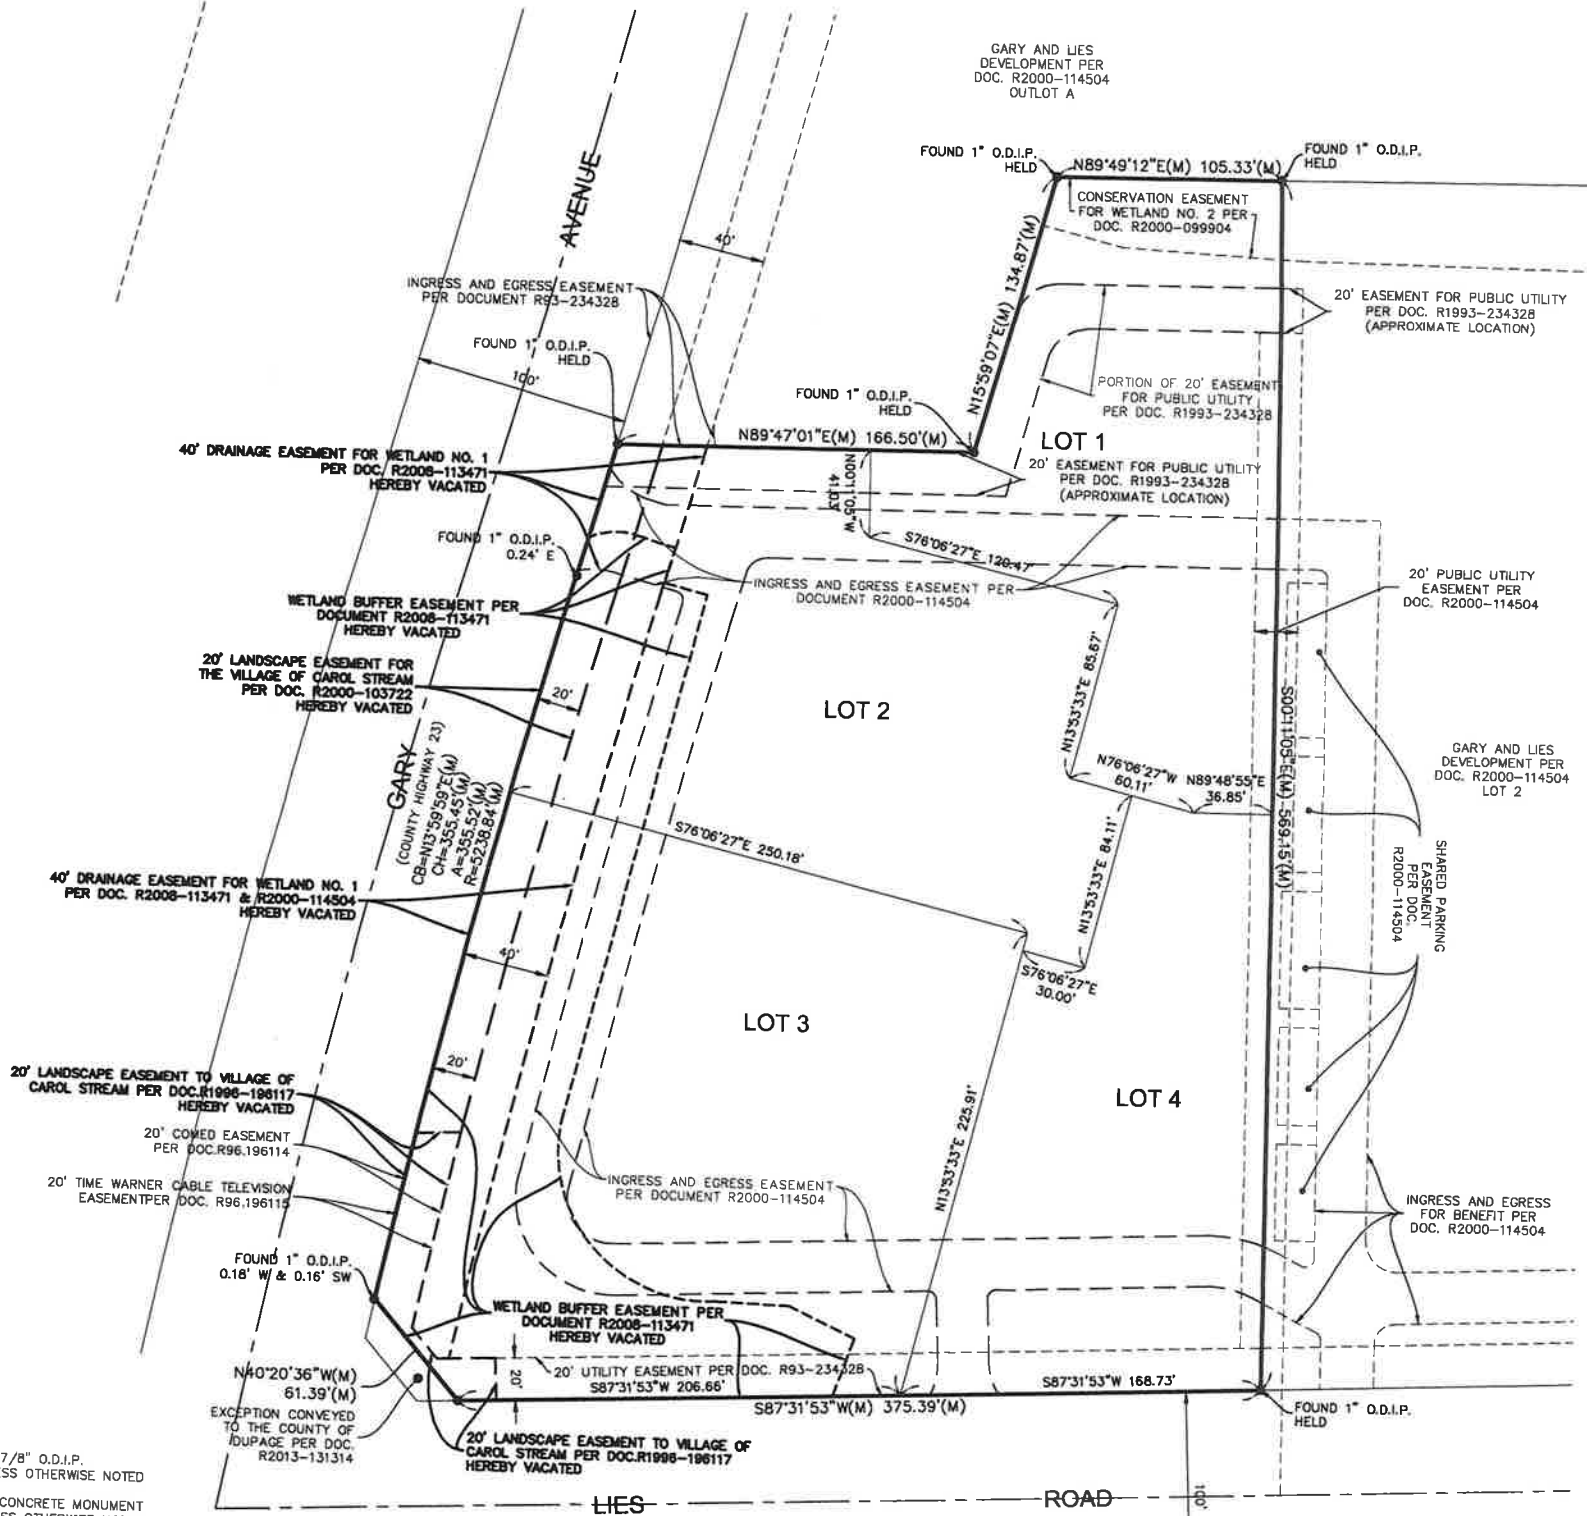 GARY AND LIES
DEVELOPMENT PER
DOC. R2000-114504
OUTLOT A
FOUND 1" O.D.I.P.
HELD
N89°49'12"E(M) 105.33'(M)
FOUND 1" O.D.I.P.
HELD
CONSERVATION EASEMENT
FOR WETLAND NO. 2 PER
DOC. R2000-099904
AVENUE
40'
N15°59'07"E(M) 134.87'(M)
INGRESS AND EGRESS EASEMENT
PER DOCUMENT R93-234328
20' EASEMENT FOR PUBLIC UTILITY
PER DOC. R1993-234328
(APPROXIMATE LOCATION)
FOUND 1" O.D.I.P.
HELD
100'
FOUND 1" O.D.I.P.
HELD
PORTION OF 20' EASEMENT
FOR PUBLIC UTILITY
PER DOC. R1993-234328
N89°47'01"E(M) 166.50'(M)
LOT 1
40' DRAINAGE EASEMENT FOR WETLAND NO. 1
PER DOC. R2008-113471
HEREBY VACATED
20' EASEMENT FOR PUBLIC UTILITY
PER DOC. R1993-234328
(APPROXIMATE LOCATION)
N00°11'05"W
41.03'
FOUND 1" O.D.I.P.
0.24' E
S76°06'27"E 120.47'
INGRESS AND EGRESS EASEMENT PER
DOCUMENT R2000-114504
20' PUBLIC UTILITY
EASEMENT PER
DOC. R2000-114504
WETLAND BUFFER EASEMENT PER
DOCUMENT R2008-113471
HEREBY VACATED
20' LANDSCAPE EASEMENT FOR
THE VILLAGE OF CAROL STREAM
PER DOC. R2000-103722
HEREBY VACATED
20'
N13°53'33"E 85.67'
LOT 2
S00°11'05"E(M) 569.15'(M)
GARY
(COUNTY HIGHWAY 23)
CB=N13°59'59"E(M)
CH=355.45'(M)
A=355.52'(M)
R=5238.84'(M)
N76°06'27"W
60.11'
N89°48'55"E
36.85'
GARY AND LIES
DEVELOPMENT PER
DOC. R2000-114504
LOT 2
S76°06'27"E 250.18'
N13°53'33"E 84.11'
SHARED PARKING
EASEMENT
PER DOC.
R2000-114504
40' DRAINAGE EASEMENT FOR WETLAND NO. 1
PER DOC. R2008-113471 & R2000-114504
HEREBY VACATED
40'
S76°06'27"E
30.00'
LOT 3
20'
20' LANDSCAPE EASEMENT TO VILLAGE OF
CAROL STREAM PER DOC.R1996-196117
HEREBY VACATED
LOT 4
20' COMED EASEMENT
PER DOC.R96.196114
N13°53'33"E 225.91'
20' TIME WARNER CABLE TELEVISION
EASEMENTPER DOC. R96.196115
INGRESS AND EGRESS EASEMENT
PER DOCUMENT R2000-114504
INGRESS AND EGRESS
FOR BENEFIT PER
DOC. R2000-114504
FOUND 1" O.D.I.P.
0.18' W & 0.16' SW
WETLAND BUFFER EASEMENT PER
DOCUMENT R2008-113471
HEREBY VACATED
N40°20'36"W(M)
61.39'(M)
20'
20' UTILITY EASEMENT PER DOC. R93-234328
S87°31'53"W 206.66'
S87°31'53"W 168.73'
S87°31'53"W(M) 375.39'(M)
FOUND 1" O.D.I.P.
HELD
EXCEPTION CONVEYED
TO THE COUNTY OF
DUPAGE PER DOC.
R2013-131314
20' LANDSCAPE EASEMENT TO VILLAGE OF
CAROL STREAM PER DOC.R1996-196117
HEREBY VACATED
7/8" O.D.I.P.
SS OTHERWISE NOTED
CONCRETE MONUMENT
LIES
ROAD
100'